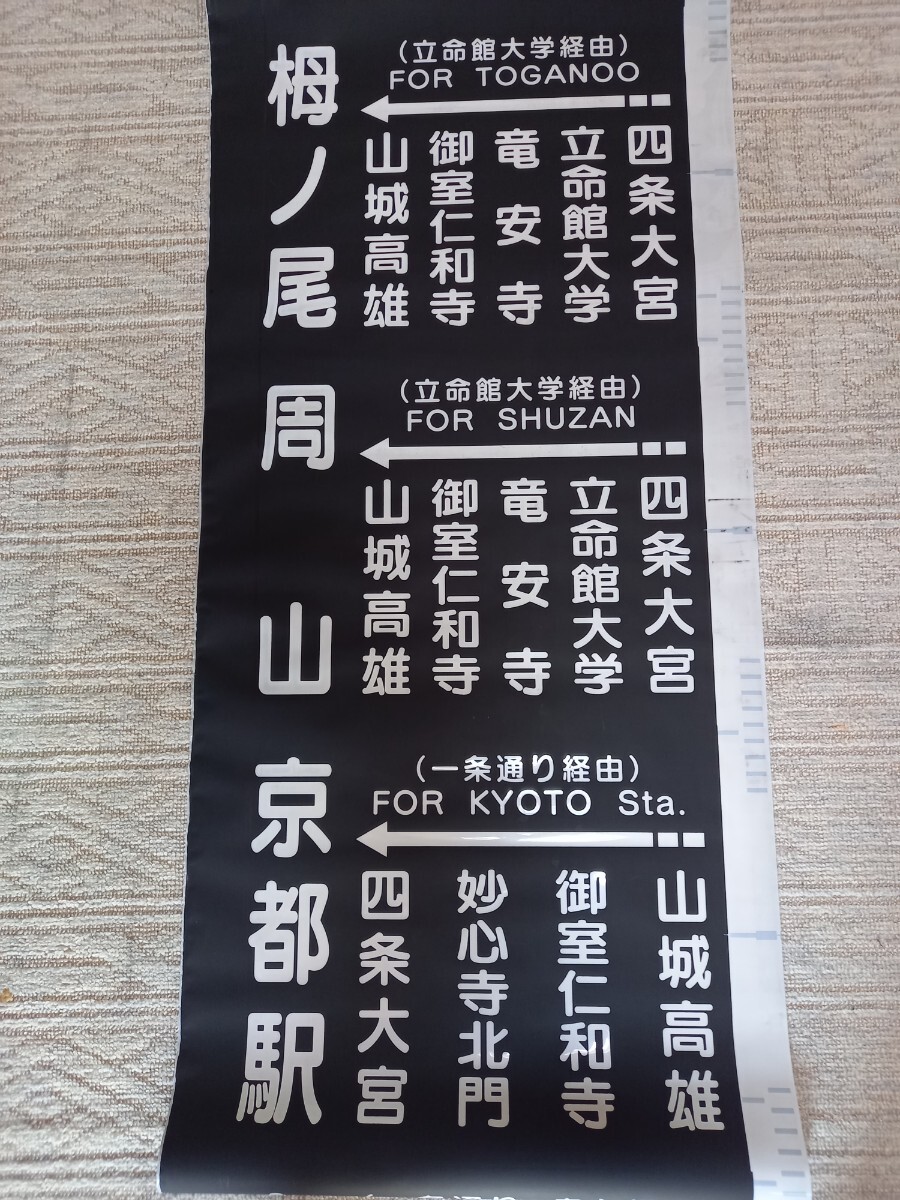 （立命館大学経由）
FOR TOGANOO
四条大宮
立命館大学
竜安寺
御室仁和寺
山城高雄
栂ノ尾
（立命館大学経由）
FOR SHUZAN
四条大宮
立命館大学
竜安寺
御室仁和寺
山城高雄
周山
（一条通り経由）
FOR KYOTO Sta.
山城高雄
御室仁和寺
妙心寺北門
四条大宮
京都駅